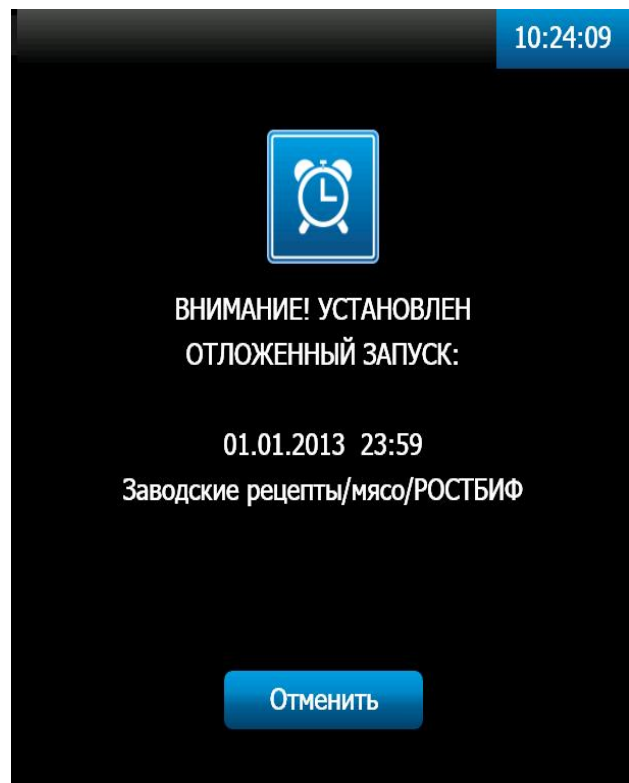 10:24:09
ВНИМАНИЕ! УСТАНОВЛЕН
ОТЛОЖЕННЫЙ ЗАПУСК:
01.01.2013 23:59
Заводские рецепты/мясо/РОСТБИФ
Отменить